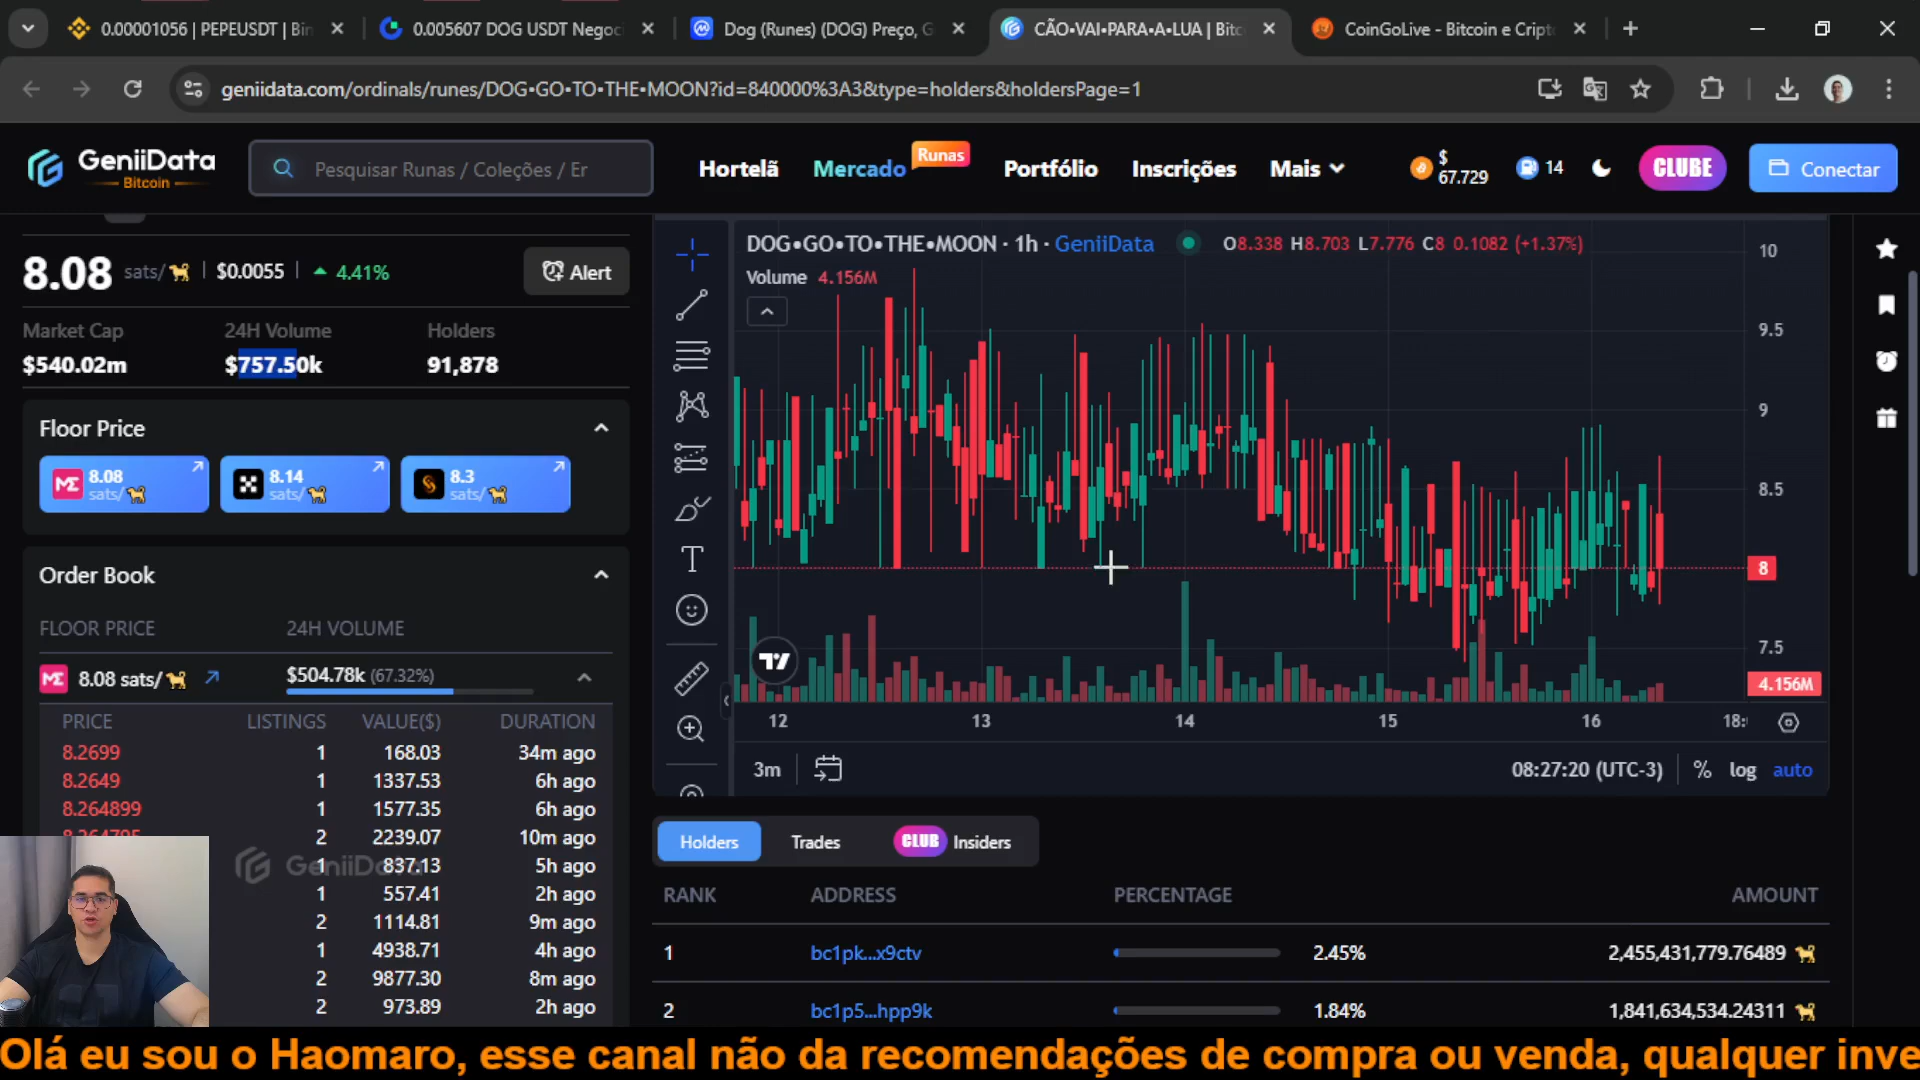 0.00001056 | PEPEUSDT | Bin
0.005607 DOG USDT Negoci
Dog (Runes) (DOG) Preço, G
CÃO•VAI•PARA•A•LUA | Bitc
CoinGoLive - Bitcoin e Cripto
geniidata.com/ordinals/runes/DOG•GO•TO•THE•MOON?id=840000%3A3&type=holders&holdersPage=1
GeniiData
Bitcoin
Pesquisar Runas / Coleções / Er
Hortelã
Mercado
Runas
Portfólio
Inscrições
Mais
$
67.729
14
CLUBE
Conectar
8.08 sats/ $0.0055 4.41%
Alert
Market Cap 24H Volume Holders
$540.02m $757.50k 91,878
Floor Price
8.08
sats/
8.14
sats/
8.3
sats/
Order Book
FLOOR PRICE 24H VOLUME
ME 8.08 sats/ $504.78k (67.32%)
PRICE LISTINGS VALUE($) DURATION
8.2699 1 168.03 34m ago
8.2649 1 1337.53 6h ago
8.264899 1 1577.35 6h ago
8.264795 2 2239.07 10m ago
1 837.13 5h ago
1 557.41 2h ago
2 1114.81 9m ago
1 4938.71 4h ago
2 9877.30 8m ago
2 973.89 2h ago
DOG•GO•TO•THE•MOON · 1h · GeniiData O8.338 H8.703 L7.776 C8 0.1082 (+1.37%)
Volume 4.156M
10
9.5
9
8.5
8
7.5
4.156M
12 13 14 15 16 18:
3m
08:27:20 (UTC-3) % log auto
Holders Trades CLUB Insiders
RANK ADDRESS PERCENTAGE AMOUNT
1 bc1pk...x9ctv 2.45% 2,455,431,779.76489
2 bc1p5...hpp9k 1.84% 1,841,634,534.24311
Olá eu sou o Haomaro, esse canal não da recomendações de compra ou venda, qualquer inve